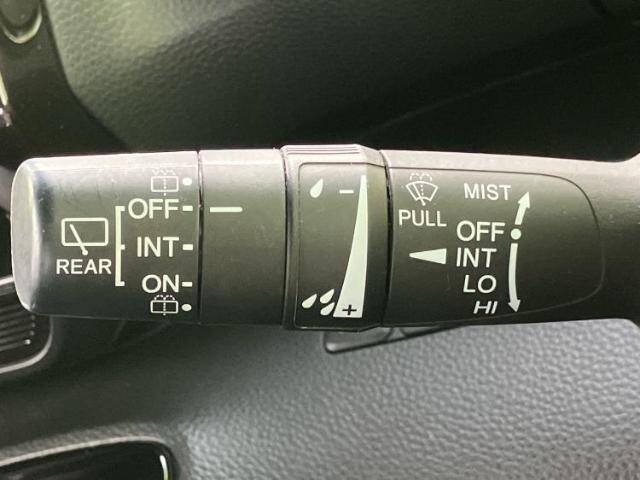 REAR
OFF
INT
ON
−
+
PULL
MIST
OFF
INT
LO
HI